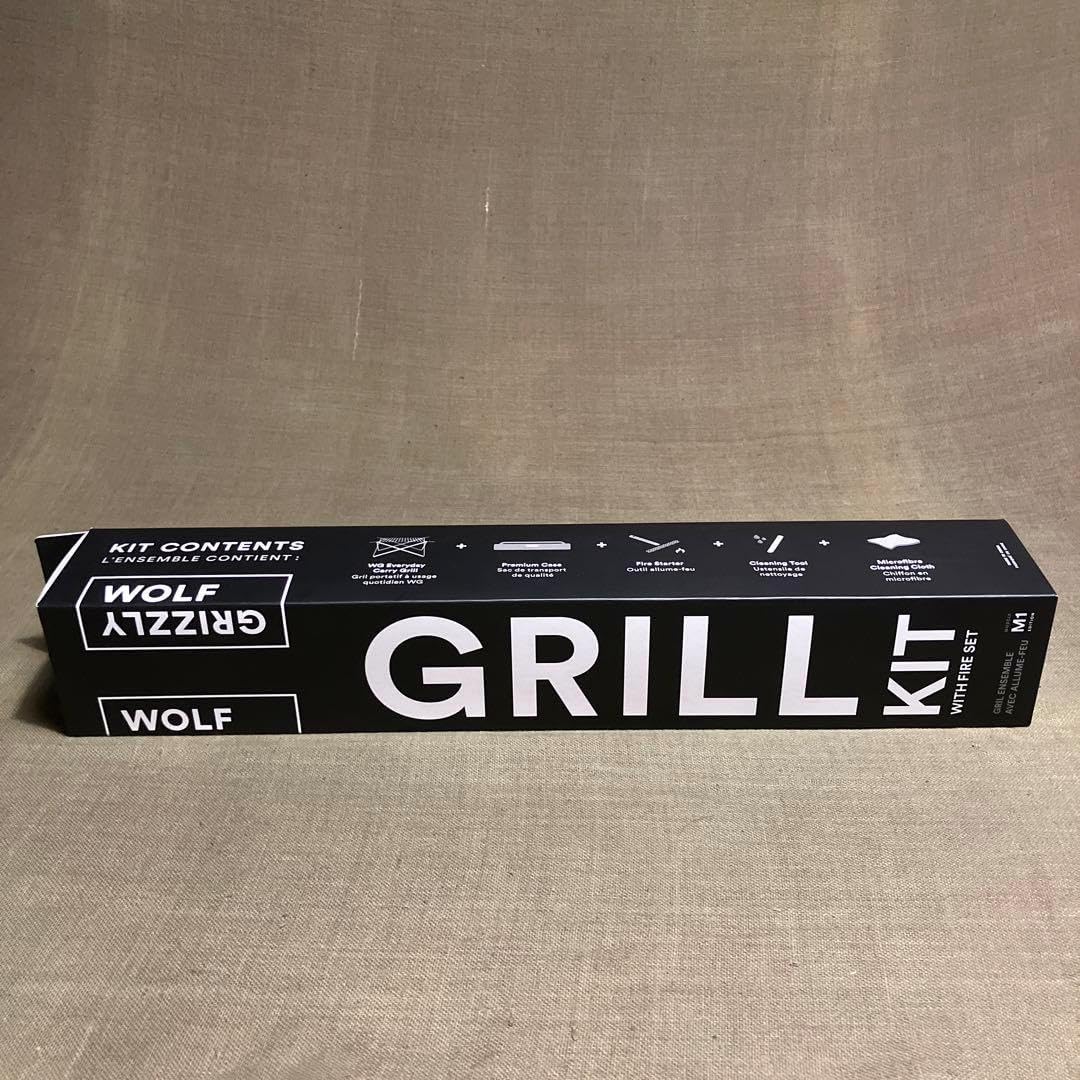 KIT CONTENTS
L'ENSEMBLE CONTIENT:
WG Everyday
Carry Grill
Gril portatif à usage
quotidien WG
+
Premium Case
Sac de transport
de qualité
+
Fire Starter
Outil allume-feu
+
Cleaning Tool
Ustensile de
nettoyage
+
Microfibre
Cleaning Cloth
Chiffon en
microfibre
WOLF
GRIZZLY
WOLF
GRILL
KIT
WITH FIRE SET
GRIL ENSEMBLE
AVEC ALLUME-FEU
M1
EDITION